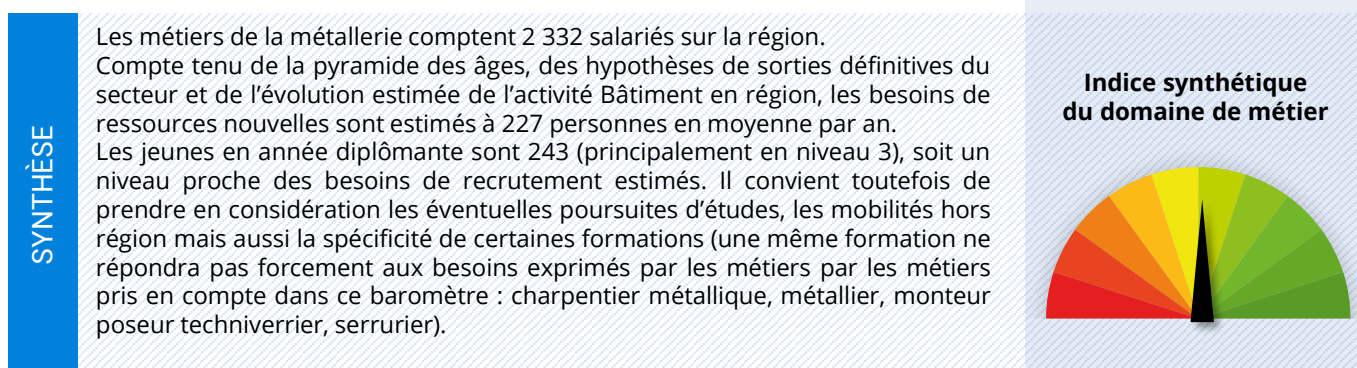 SYNTHÈSE
Les métiers de la métallerie comptent 2 332 salariés sur la région.
Compte tenu de la pyramide des âges, des hypothèses de sorties définitives du
secteur et de l’évolution estimée de l’activité Bâtiment en région, les besoins de
ressources nouvelles sont estimés à 227 personnes en moyenne par an.
Les jeunes en année diplômante sont 243 (principalement en niveau 3), soit un
niveau proche des besoins de recrutement estimés. Il convient toutefois de
prendre en considération les éventuelles poursuites d’études, les mobilités hors
région mais aussi la spécificité de certaines formations (une même formation ne
répondra pas forcement aux besoins exprimés par les métiers par les métiers
pris en compte dans ce baromètre : charpentier métallique, métallier, monteur
poseur techniverrier, serrurier).
Indice synthétique
du domaine de métier